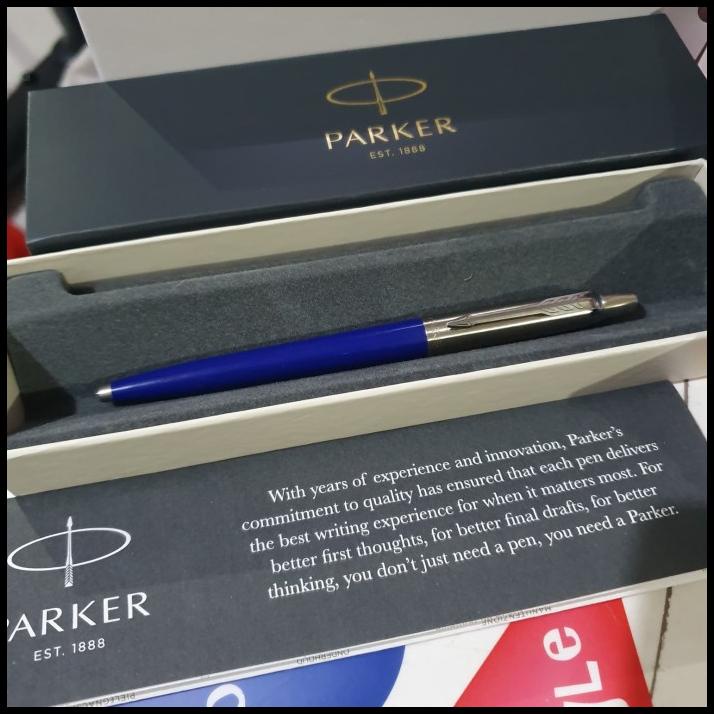 PARKER
EST. 1888
With years of experience and innovation, Parker's
commitment to quality has ensured that each pen delivers
the best writing experience for when it matters most. For
better first thoughts, for better final drafts, for better
thinking, you don't just need a pen, you need a Parker.
PARKER
EST. 1888
MANUTENZIONE
ONDERHOUD